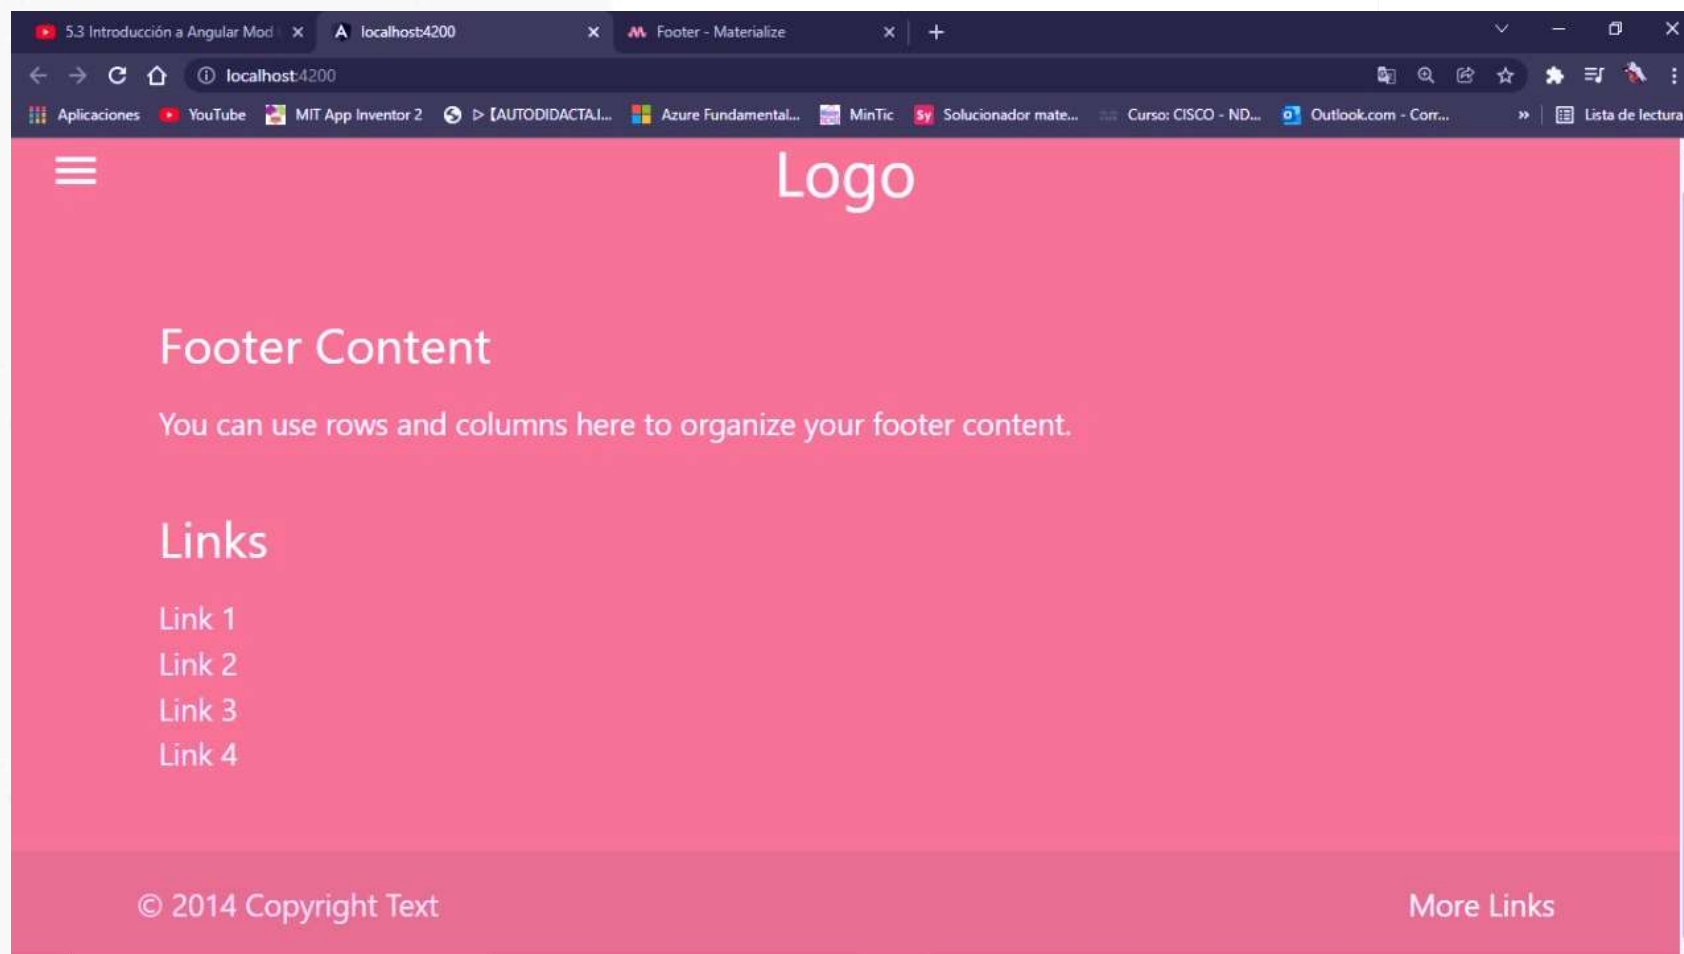 5.3 Introducción a Angular Mod
localhost:4200
Footer - Materialize
localhost:4200
Aplicaciones
YouTube
MIT App Inventor 2
▷ [AUTODIDACTA.I...
Azure Fundamental...
MinTic
Sy
Solucionador mate...
Curso: CISCO - ND...
Outlook.com - Corr...
»
Lista de lectura
Logo
Footer Content
You can use rows and columns here to organize your footer content.
Links
Link 1
Link 2
Link 3
Link 4
© 2014 Copyright Text
More Links